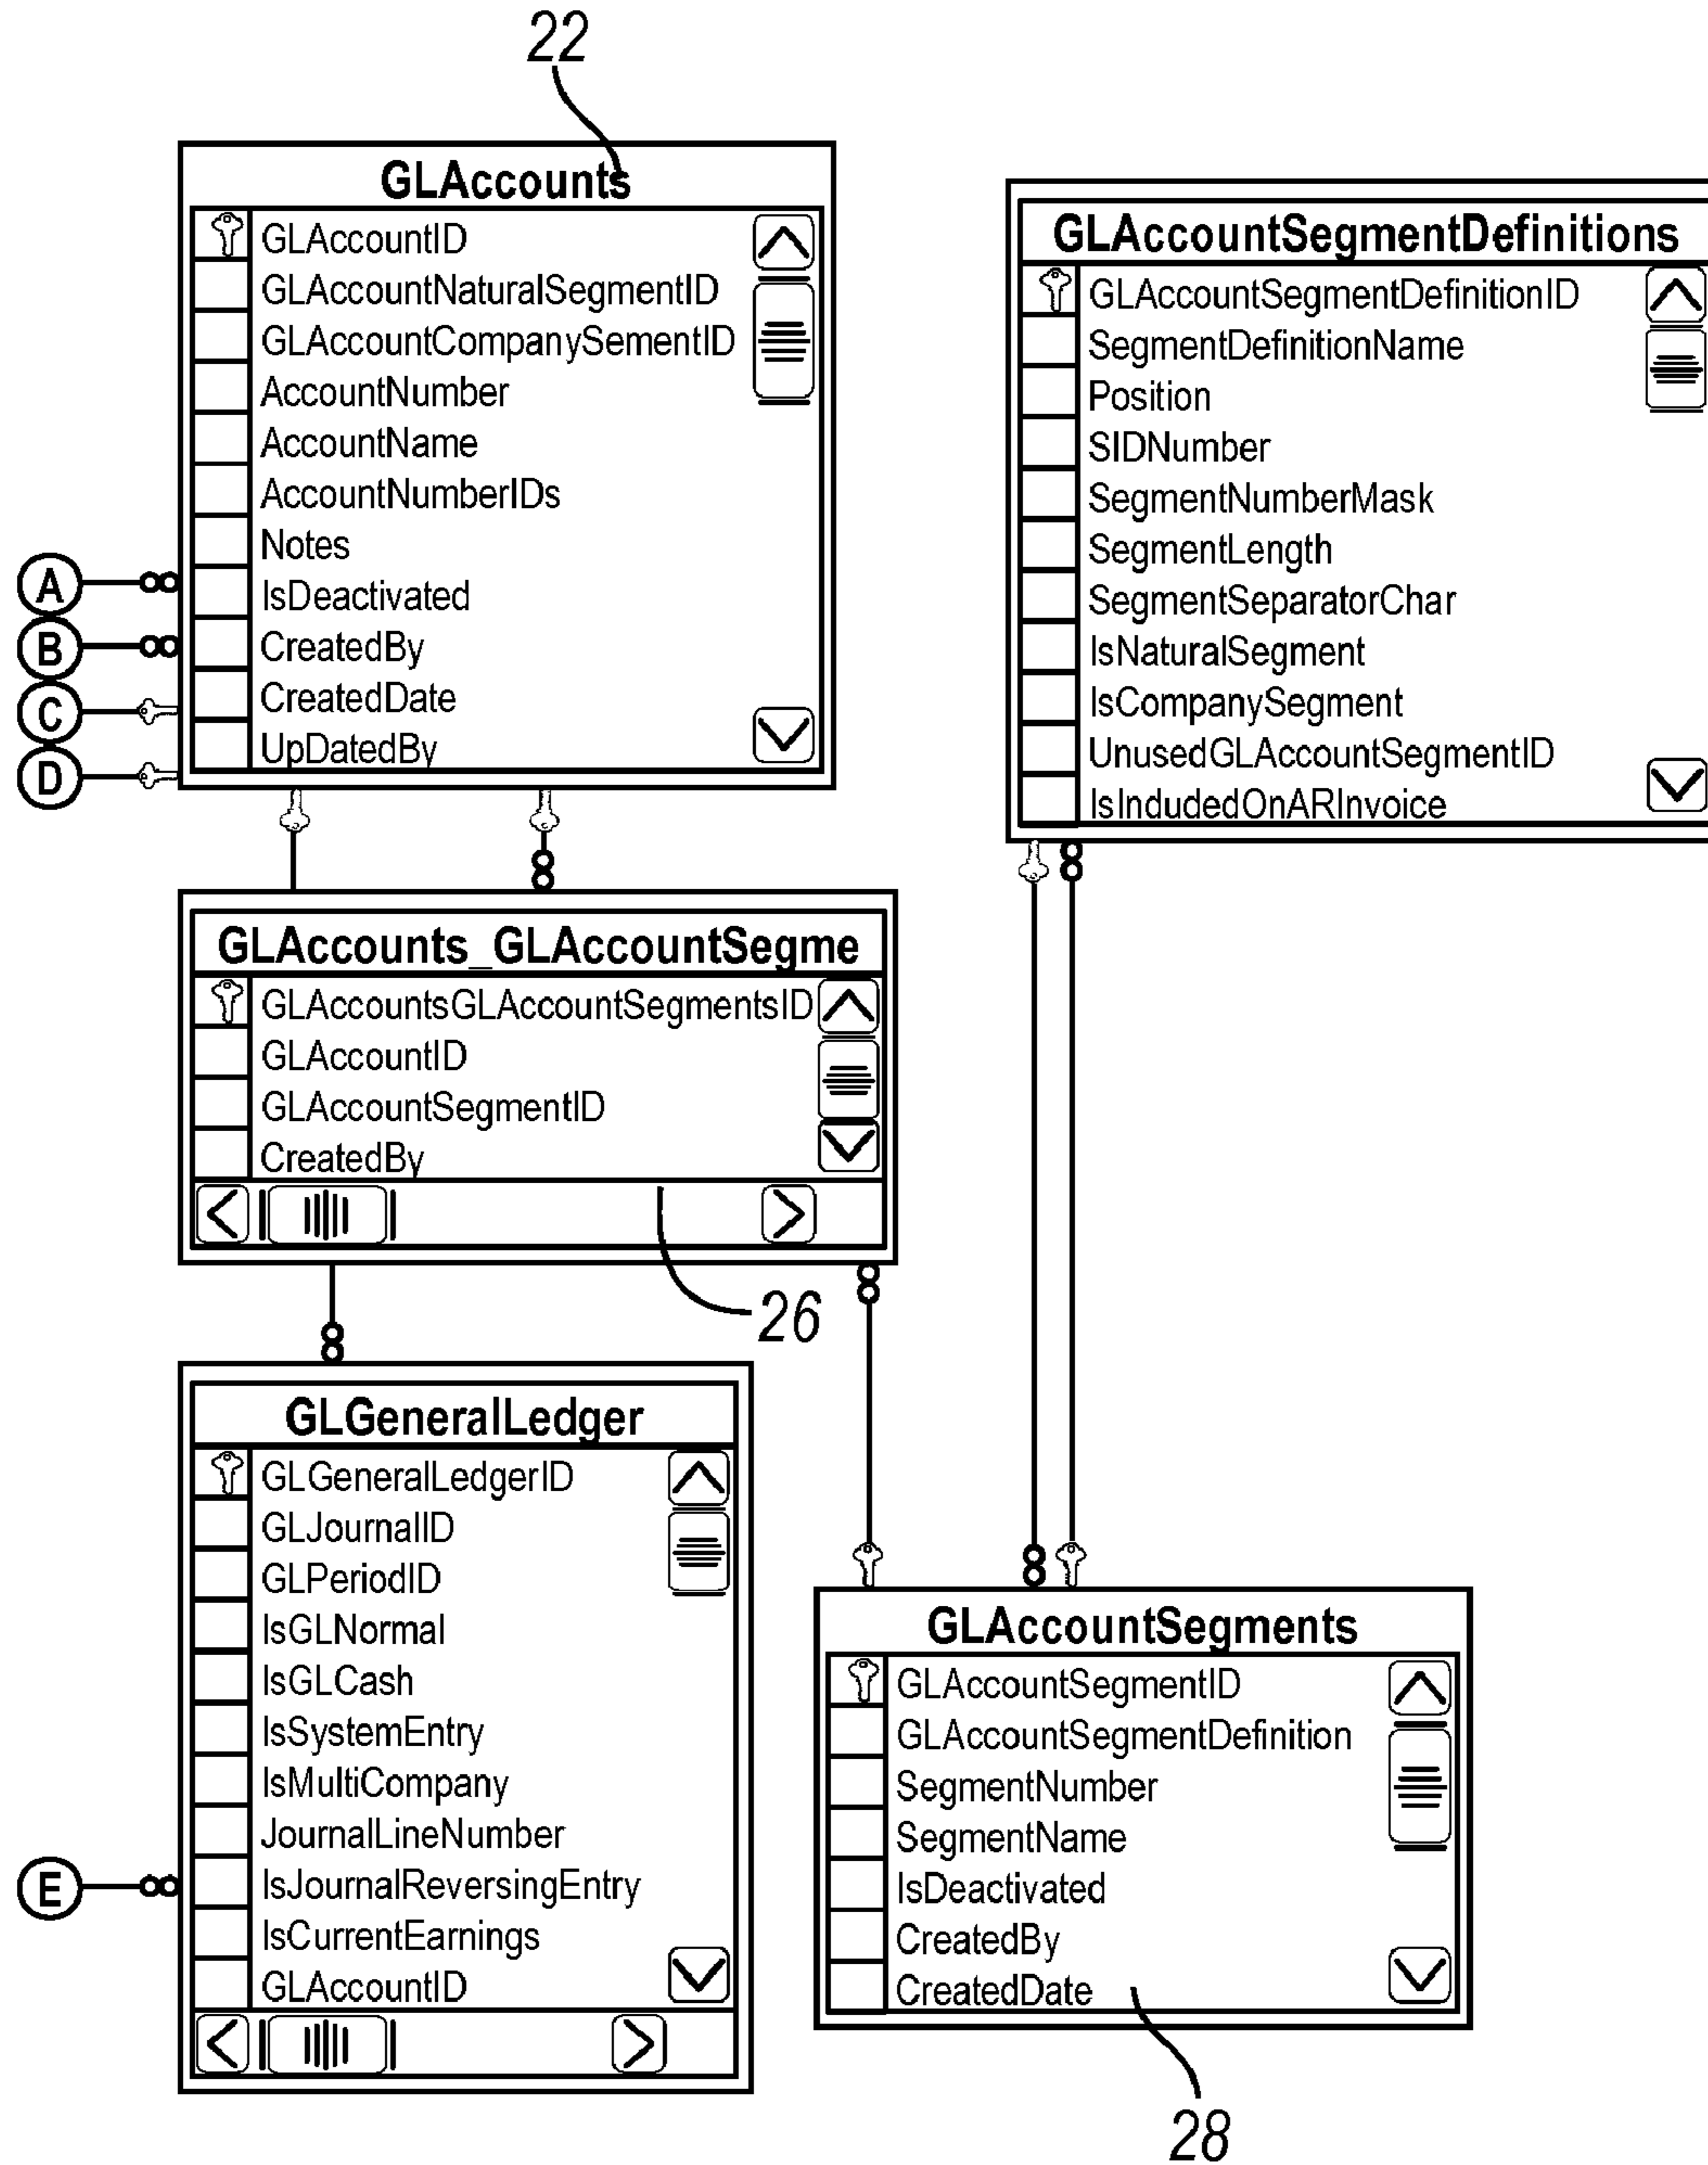 22
GLAccounts
GLAccountID
GLAccountNaturalSegmentID
GLAccountCompanySementID
AccountNumber
AccountName
AccountNumberIDs
Notes
IsDeactivated
CreatedBy
CreatedDate
UpDatedBy
A
B
C
D
GLAccountSegmentDefinitions
GLAccountSegmentDefinitionID
SegmentDefinitionName
Position
SIDNumber
SegmentNumberMask
SegmentLength
SegmentSeparatorChar
IsNaturalSegment
IsCompanySegment
UnusedGLAccountSegmentID
IsIndudedOnARInvoice
GLAccounts_GLAccountSegme
GLAccountsGLAccountSegmentsID
GLAccountID
GLAccountSegmentID
CreatedBy
26
GLGeneralLedger
GLGeneralLedgerID
GLJournalID
GLPeriodID
IsGLNormal
IsGLCash
IsSystemEntry
IsMultiCompany
JournalLineNumber
IsJournalReversingEntry
IsCurrentEarnings
GLAccountID
E
GLAccountSegments
GLAccountSegmentID
GLAccountSegmentDefinition
SegmentNumber
SegmentName
IsDeactivated
CreatedBy
CreatedDate
28